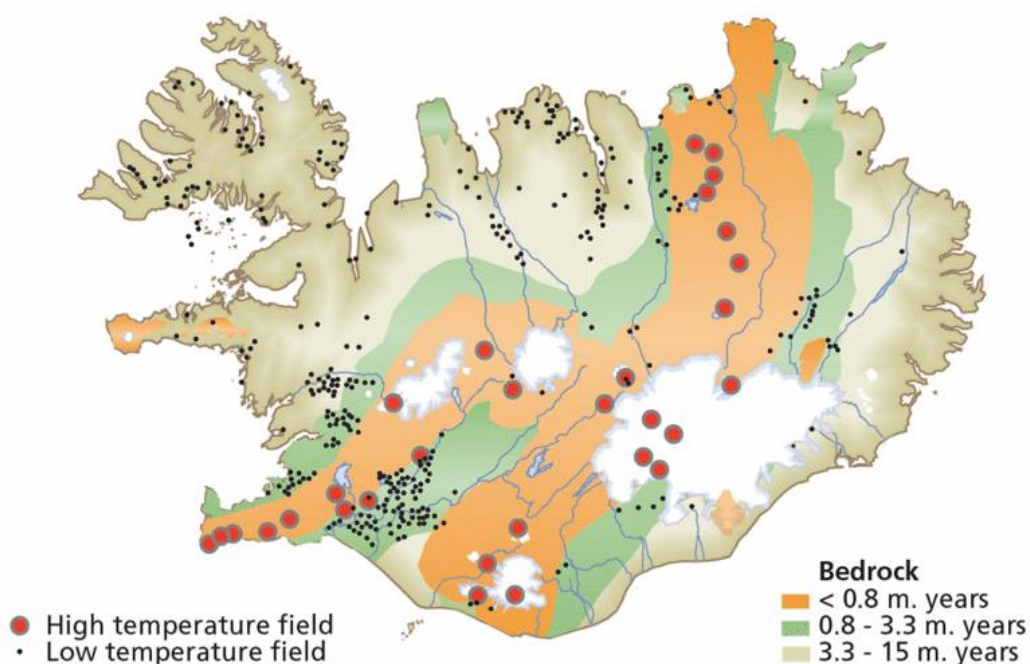 High temperature field
Low temperature field
Bedrock
< 0.8 m. years
0.8 - 3.3 m. years
3.3 - 15 m. years